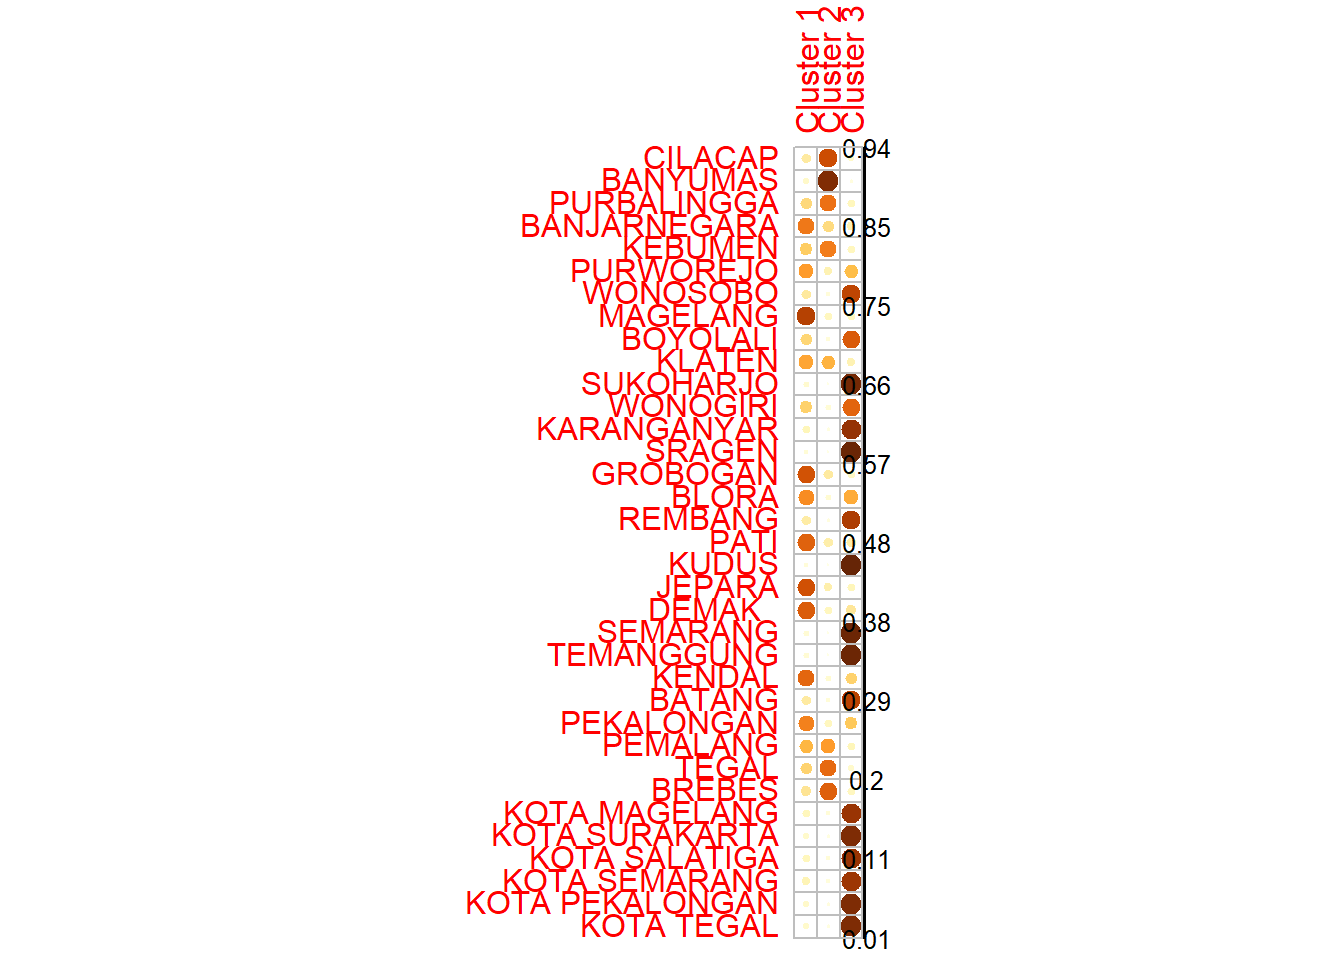 Cluster 1
Cluster 2
Cluster 3
CILACAP
BANYUMAS
PURBALINGGA
BANJARNEGARA
KEBUMEN
PURWOREJO
WONOSOBO
MAGELANG
BOYOLALI
KLATEN
SUKOHARJO
WONOGIRI
KARANGANYAR
SRAGEN
GROBOGAN
BLORA
REMBANG
PATI
KUDUS
JEPARA
DEMAK
SEMARANG
TEMANGGUNG
KENDAL
BATANG
PEKALONGAN
PEMALANG
TEGAL
BREBES
KOTA MAGELANG
KOTA SURAKARTA
KOTA SALATIGA
KOTA SEMARANG
KOTA PEKALONGAN
KOTA TEGAL
0.94
0.85
0.75
0.66
0.57
0.48
0.38
0.29
0.2
0.11
0.01